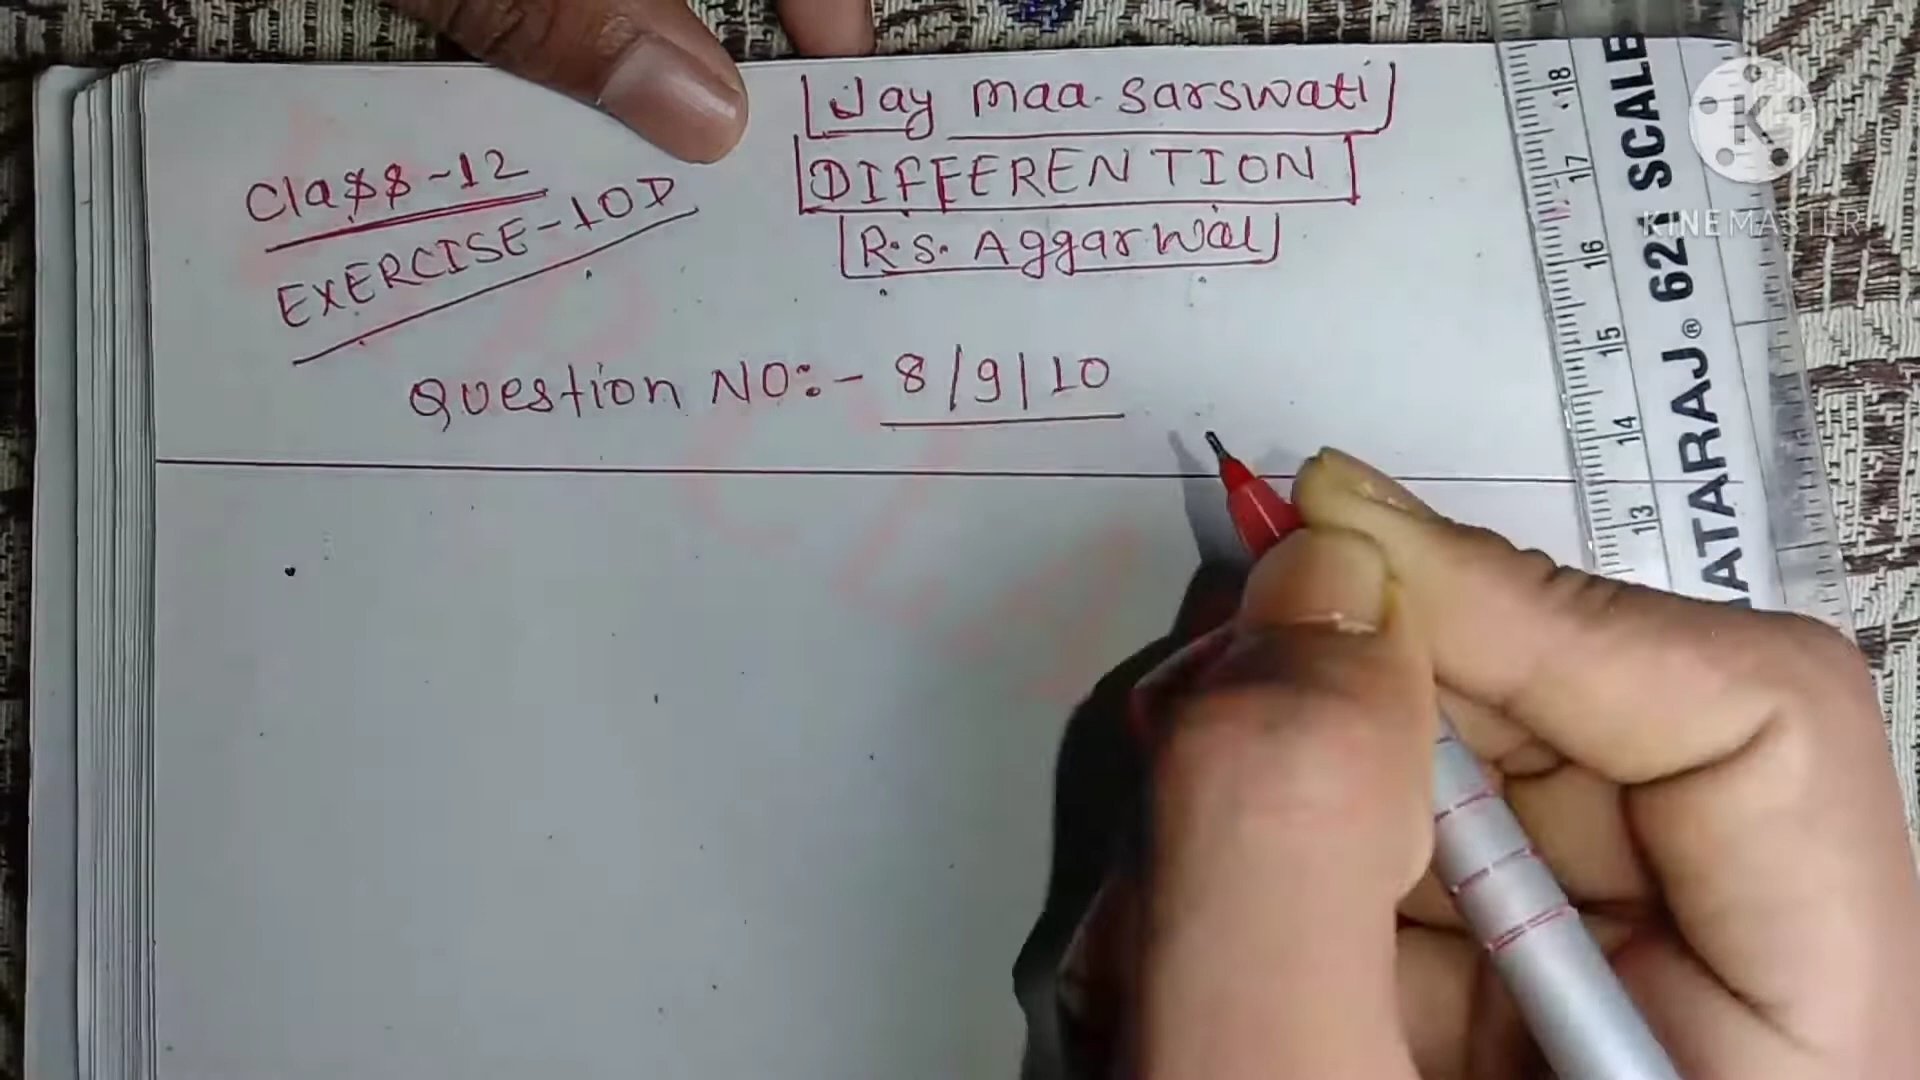 Jay maa Sarswati
DIFFERENTION
R.S. Aggarwal
Class-12
EXERCISE-10D
Question NO:- 8/9/10
18
17
16
15
14
13
ATARAJ® 621 SCALE
K
KINEMASTER